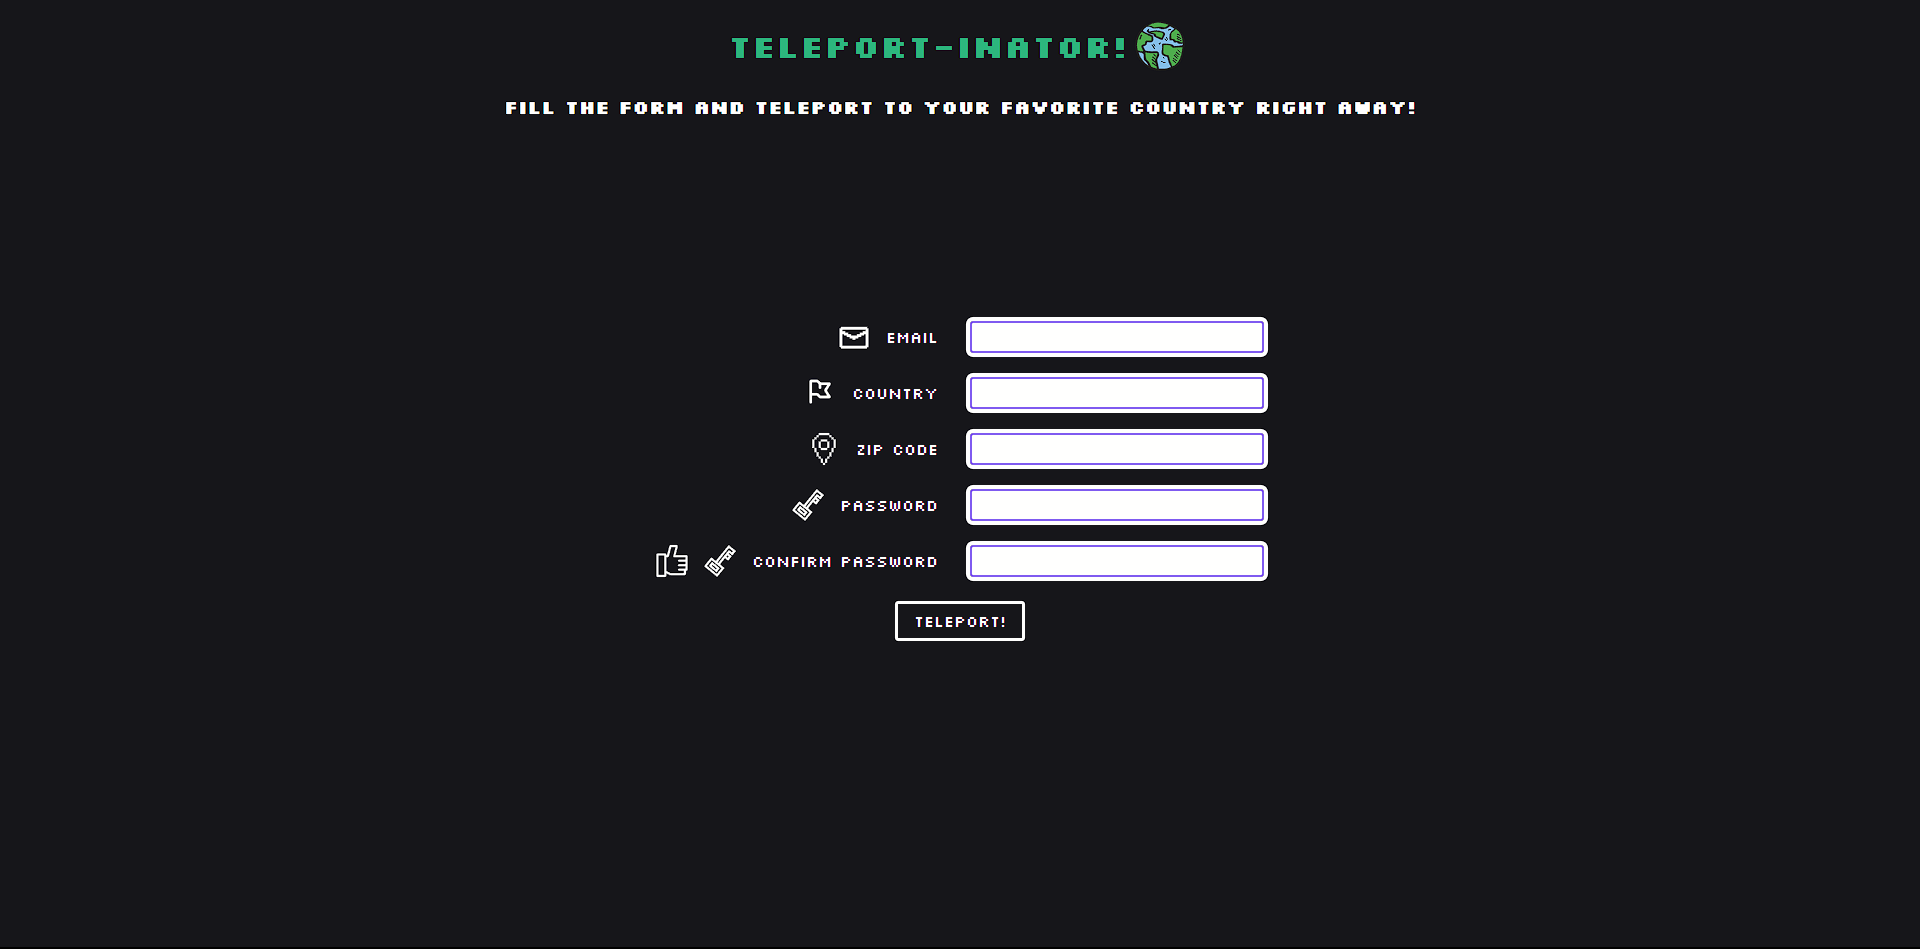 TELEPORT-INATOR!
FILL THE FORM AND TELEPORT TO YOUR FAVORITE COUNTRY RIGHT AWAY!
EMAIL
COUNTRY
ZIP CODE
PASSWORD
CONFIRM PASSWORD
TELEPORT!